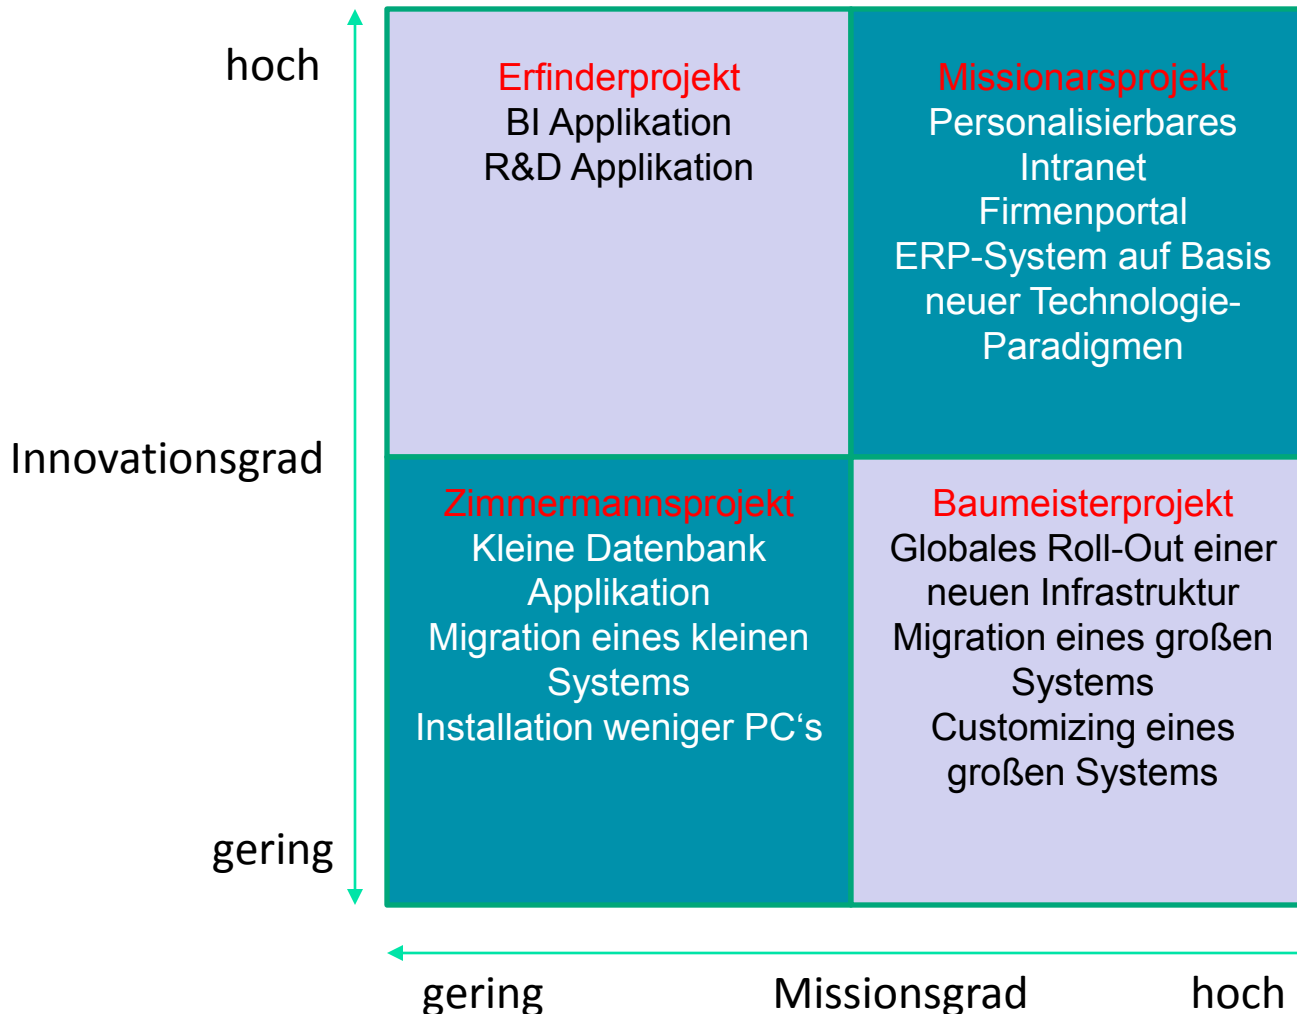 hoch
Erfinderprojekt
BI Applikation
R&D Applikation
Missionarsprojekt
Personalisierbares
Intranet
Firmenportal
ERP-System auf Basis
neuer Technologie-
Paradigmen
Innovationsgrad
Zimmermannsprojekt
Kleine Datenbank
Applikation
Migration eines kleinen
Systems
Installation weniger PC‘s
Baumeisterprojekt
Globales Roll-Out einer
neuen Infrastruktur
Migration eines großen
Systems
Customizing eines
großen Systems
gering
gering
Missionsgrad
hoch